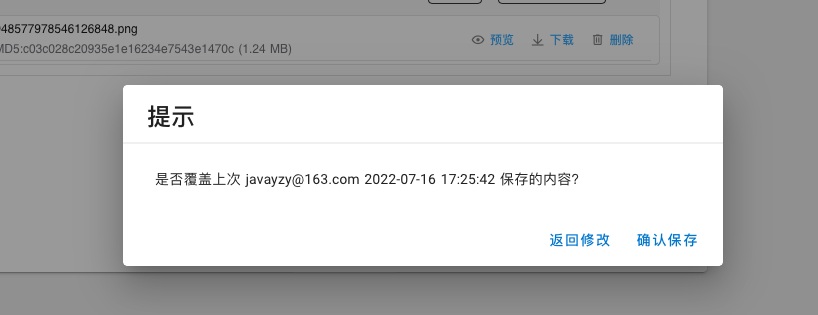 48577978546126848.png
MD5:c03c028c20935e1e16234e7543e1470c (1.24 MB)
预览 下载 删除
提示
是否覆盖上次 javayzy@163.com 2022-07-16 17:25:42 保存的内容?
返回修改 确认保存